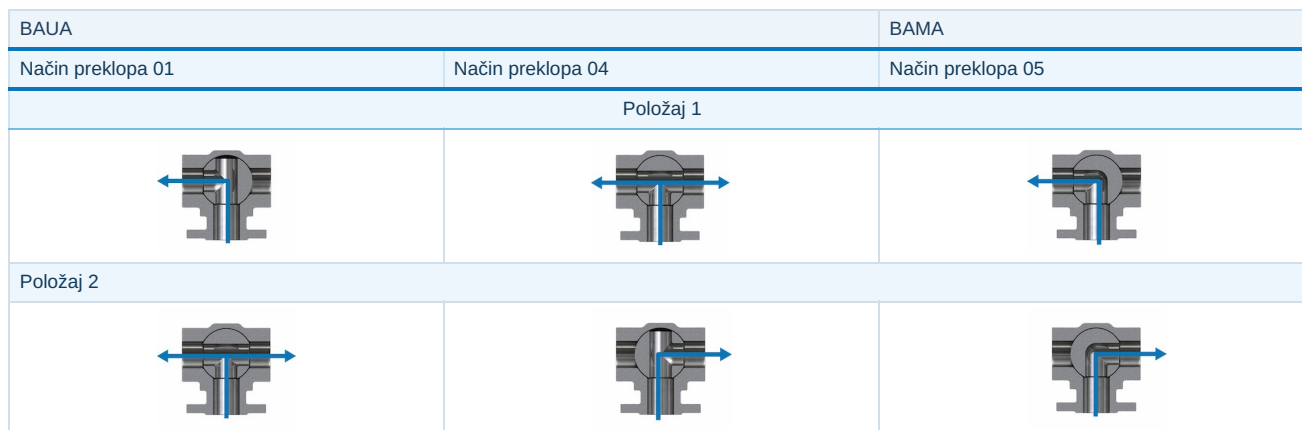 BAUA
BAMA
Način preklopa 01
Način preklopa 04
Način preklopa 05
Položaj 1
Položaj 2